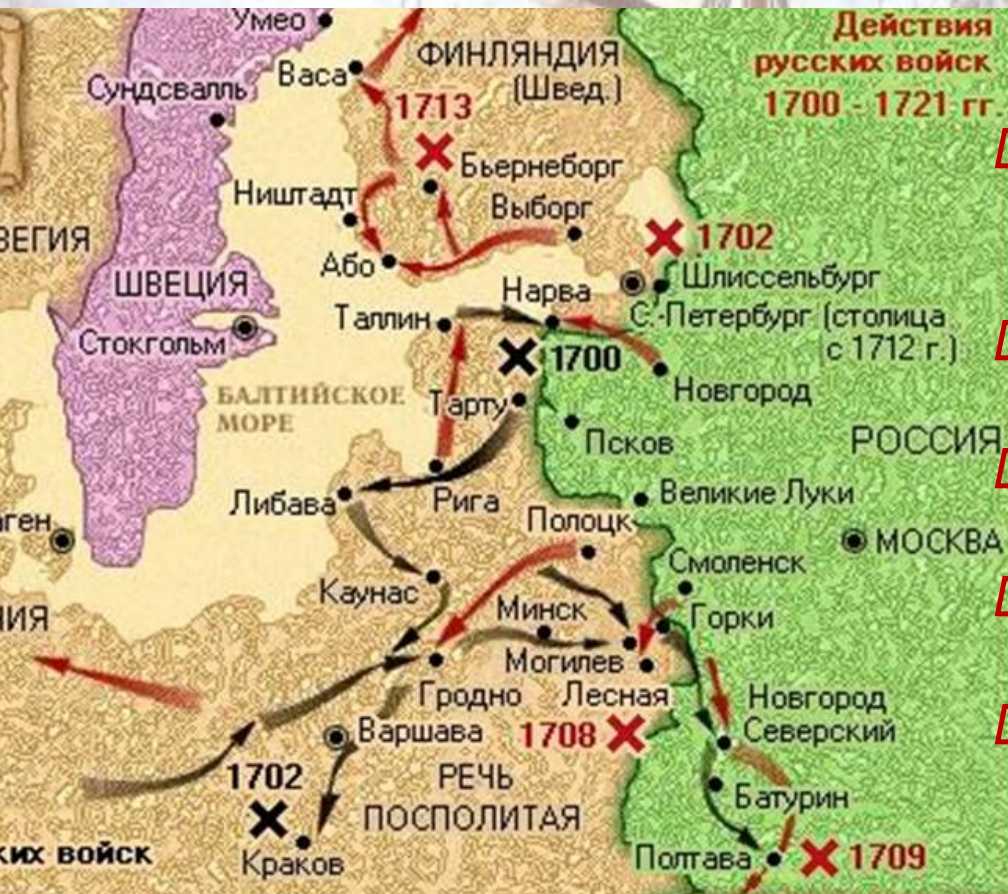 Умео
Васа
Сундсвалль
ФИНЛЯНДИЯ
(Швед.)
Действия
русских войск
1700 - 1721 гг.
1713
Бьернеборг
Ништадт
Выборг
Або
1702
Шлиссельбург
ШВЕЦИЯ
Стокгольм
Таллин
Нарва
С.-Петербург (столица
с 1712 г.)
1700
Новгород
БАЛТИЙСКОЕ
МОРЕ
Тарту
Псков
РОССИЯ
Либава
Рига
Великие Луки
Полоцк
МОСКВА
Смоленск
Каунас
Минск
Горки
Могилев
Гродно
Лесная
Новгород
Северский
Варшава
1708
1702
РЕЧЬ
ПОСПОЛИТАЯ
Батурин
Краков
Полтава
1709
войск